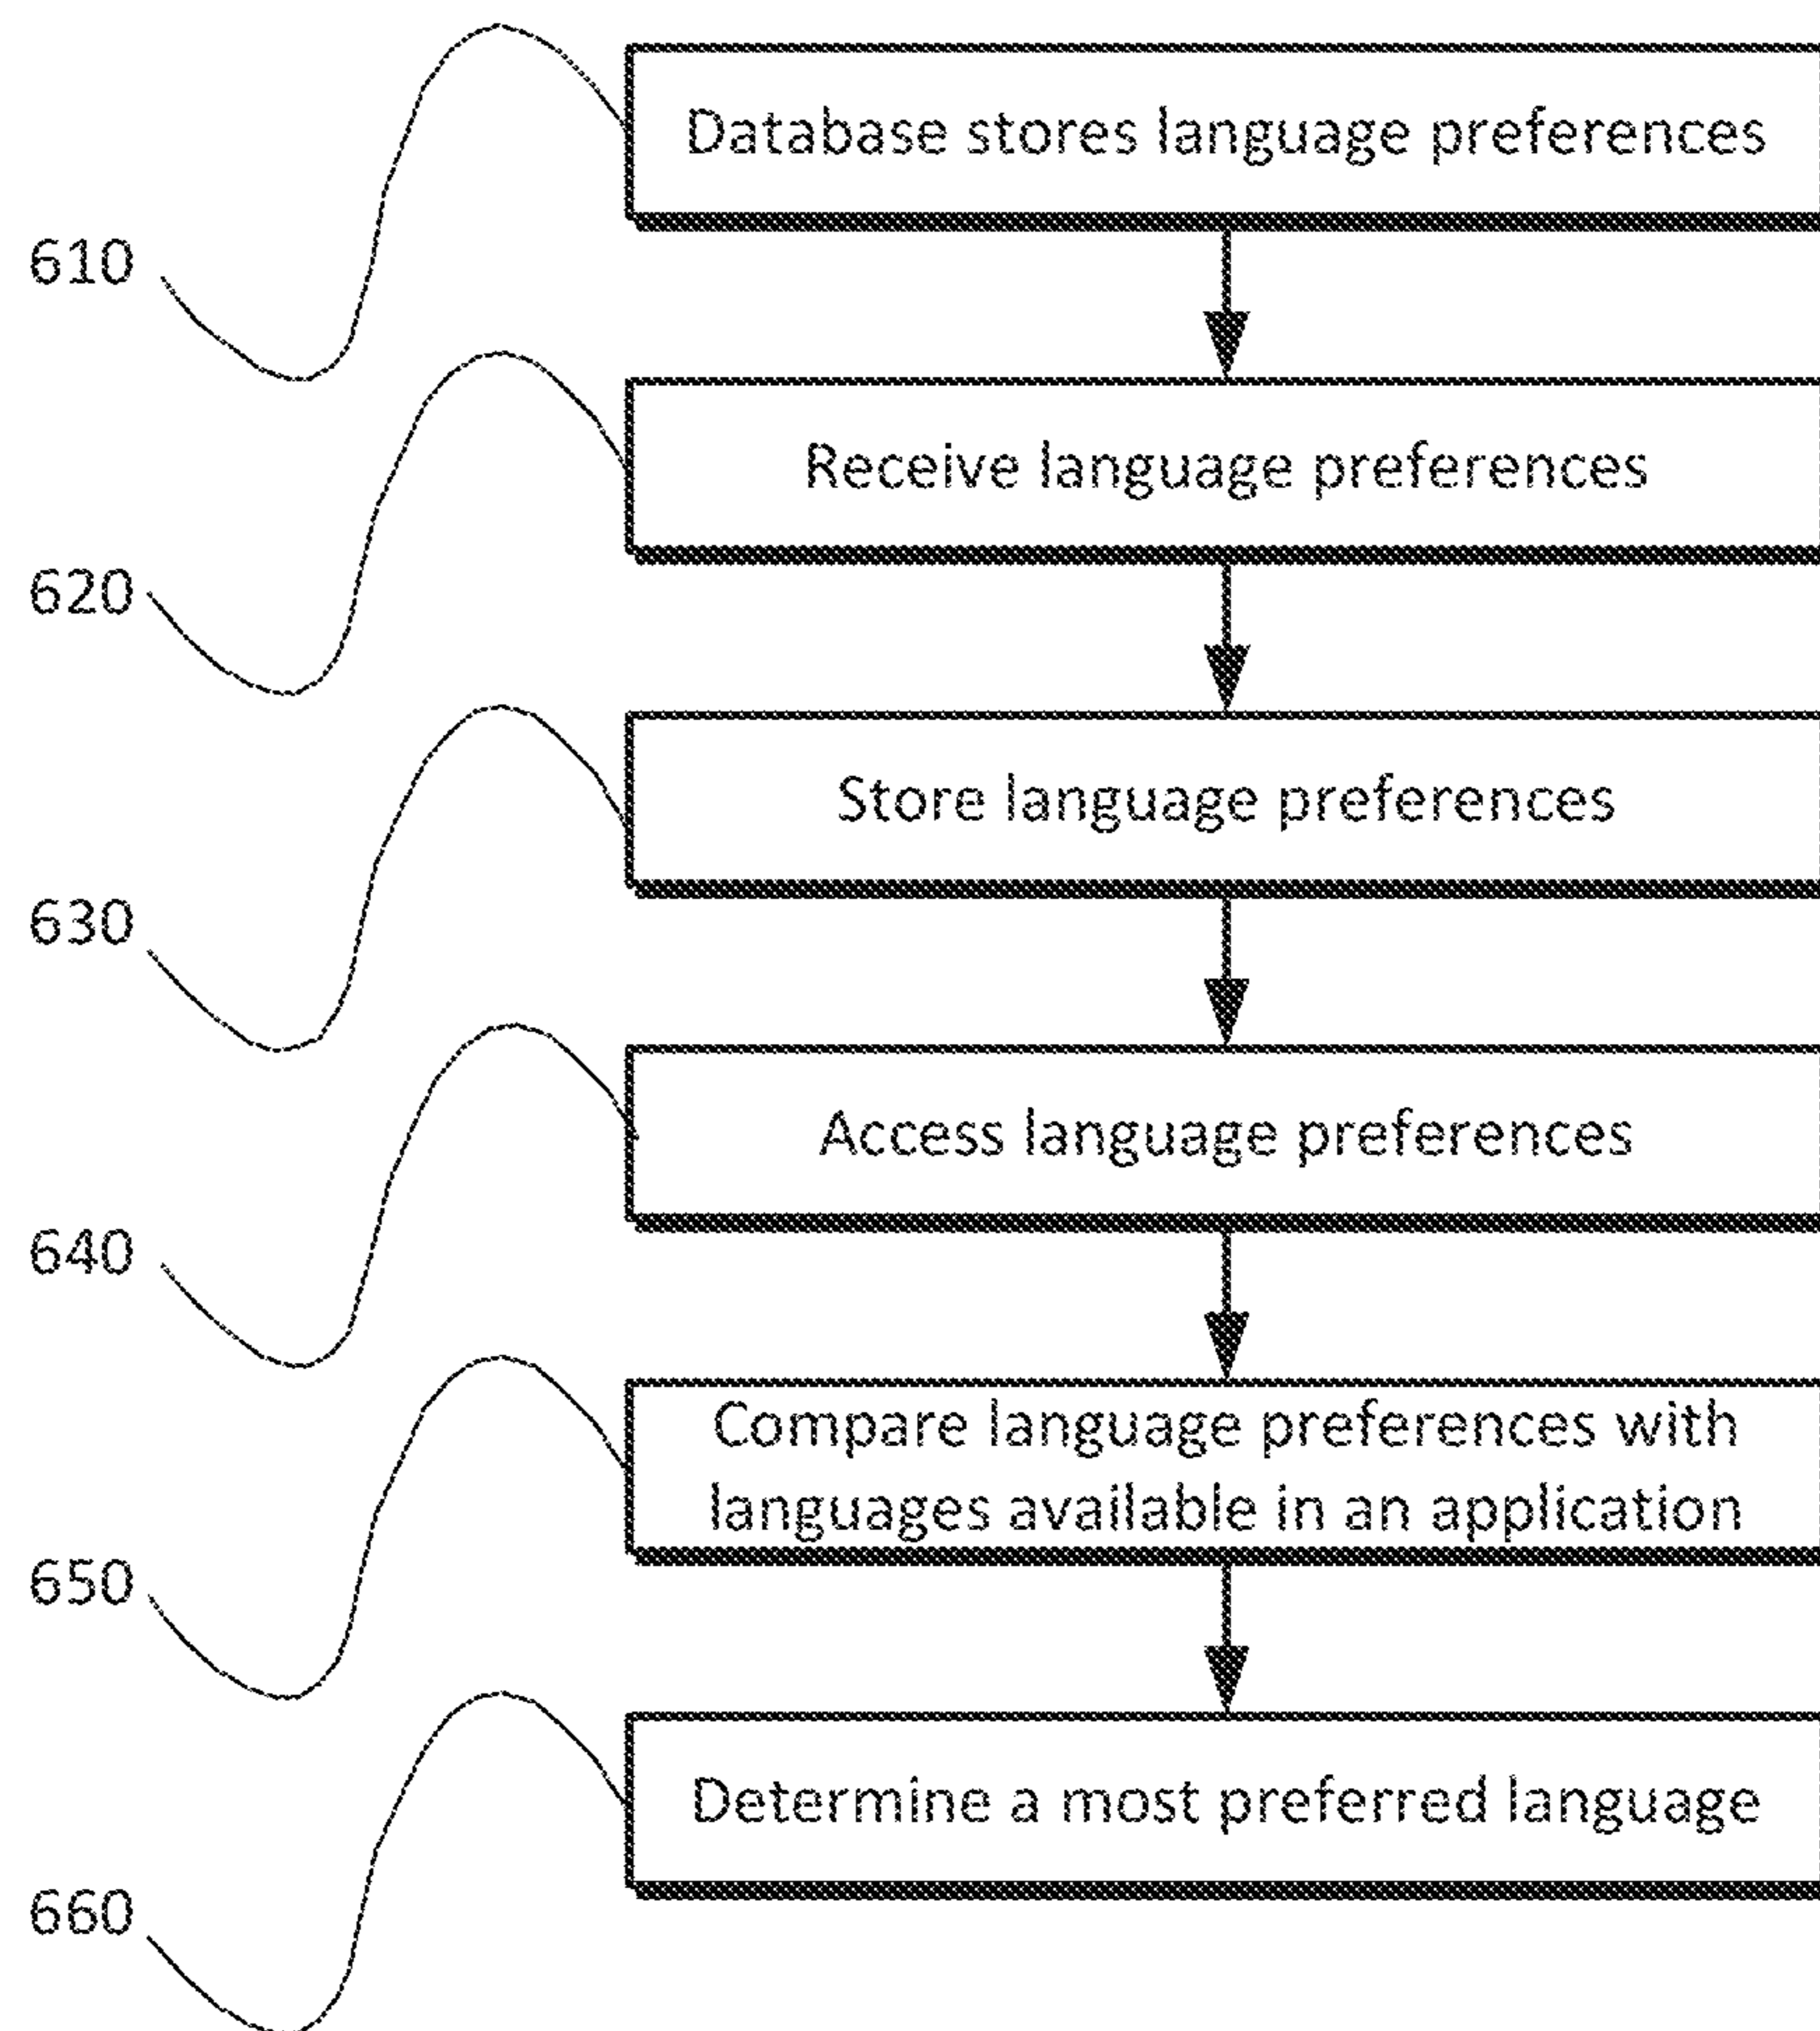 Database stores language preferences
610
Receive language preferences
620
Store language preferences
630
Access language preferences
640
Compare language preferences with
languages available in an application
650
Determine a most preferred language
660